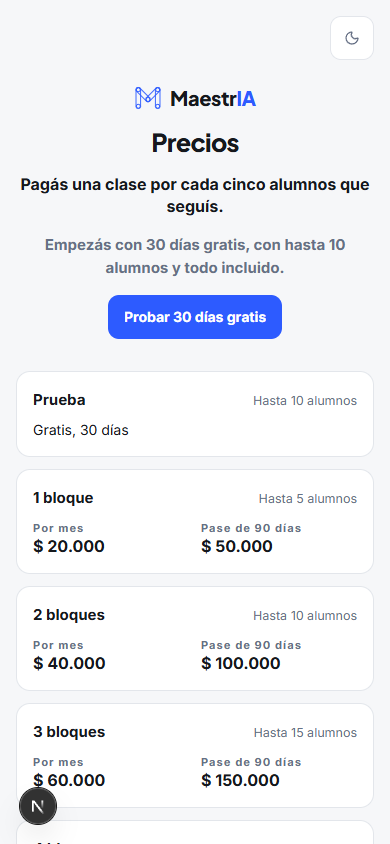 MaestrIA
Precios
Pagás una clase por cada cinco alumnos que
seguís.
Empezás con 30 días gratis, con hasta 10
alumnos y todo incluido.
Probar 30 días gratis
Prueba
Hasta 10 alumnos
Gratis, 30 días
1 bloque
Hasta 5 alumnos
Por mes
Pase de 90 días
$ 20.000
$ 50.000
2 bloques
Hasta 10 alumnos
Por mes
Pase de 90 días
$ 40.000
$ 100.000
3 bloques
Hasta 15 alumnos
Por mes
Pase de 90 días
$ 60.000
$ 150.000
N